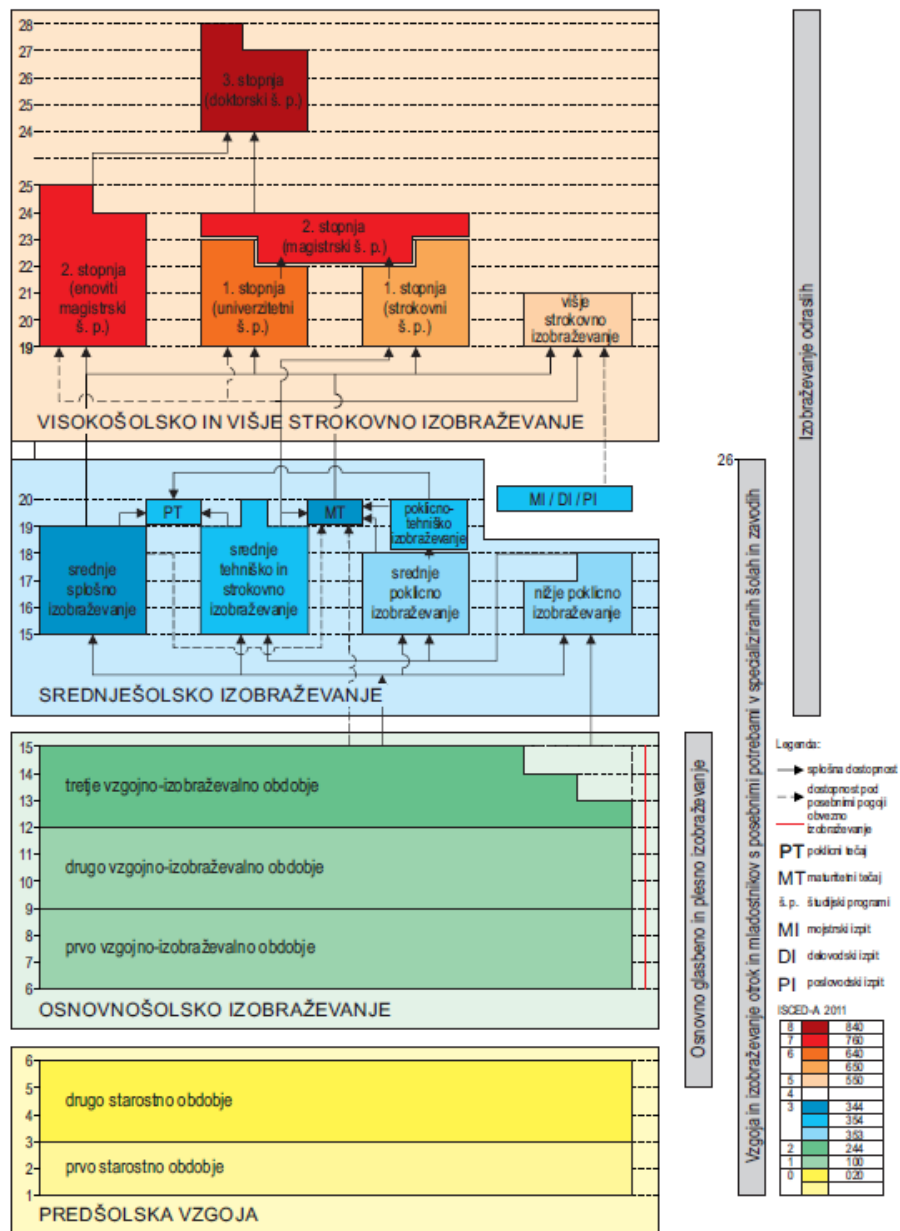 28
27
26
25
24
3. stopnja
(doktorski š. p.)
25
24
23
22
21
20
19
2. stopnja
(enoviti
magistrski
š. p.)
2. stopnja
(magistrski š. p.)
1. stopnja
(univerzitetni
š. p.)
1. stopnja
(strokovni
š. p.)
višje
strokovno
izobraževanje
VISOKOŠOLSKO IN VIŠJE STROKOVNO IZOBRAŽEVANJE
20
19
18
17
16
15
PT
MT
MI / DI / PI
srednje
splošno
izobraževanje
srednje
tehniško in
strokovno
izobraževanje
poklicno-
tehniško
izobraževanje
srednje
poklicno
izobraževanje
nižje poklicno
izobraževanje
SREDNJEŠOLSKO IZOBRAŽEVANJE
15
14
13
12
11
10
9
8
7
6
tretje vzgojno-izobraževalno obdobje
drugo vzgojno-izobraževalno obdobje
prvo vzgojno-izobraževalno obdobje
OSNOVNOŠOLSKO IZOBRAŽEVANJE
6
5
4
3
2
1
drugo starostno obdobje
prvo starostno obdobje
PREDŠOLSKA VZGOJA
Osnovno glasbeno in plesno izobraževanje
26
Vzgoja in izobraževanje otrok in mladostnikov s posebnimi potrebami v specializiranih šolah in zavodih
Izobraževanje odraslih
Legenda:
splošna dostopnost
dostopnost pod
posebnimi pogoji
obvezno
izobraževanje
PT poklicni tečaj
MT maturitetni tečaj
š. p. študijski programi
MI mojstrski izpit
DI delovodski izpit
PI poslovodski izpit
ISCED-A 2011
8 840
7 760
6 640
650
5 550
4
3 344
354
353
2 244
1 100
0 020